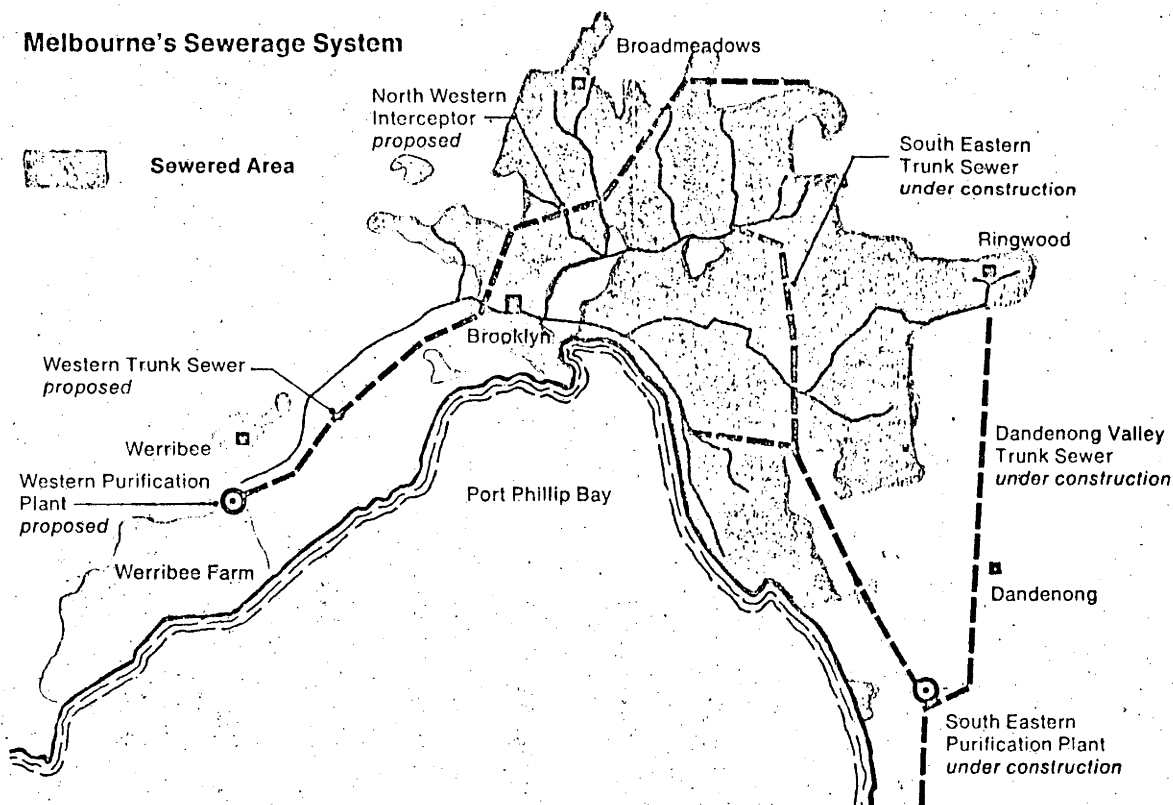 Melbourne's Sewerage System
Sewered Area
Broadmeadows
North Western
Interceptor
proposed
South Eastern
Trunk Sewer
under construction
Ringwood
Brooklyn
Western Trunk Sewer
proposed
Werribee
Western Purification
Plant
proposed
Werribee Farm
Port Phillip Bay
Dandenong Valley
Trunk Sewer
under construction
Dandenong
South Eastern
Purification Plant
under construction